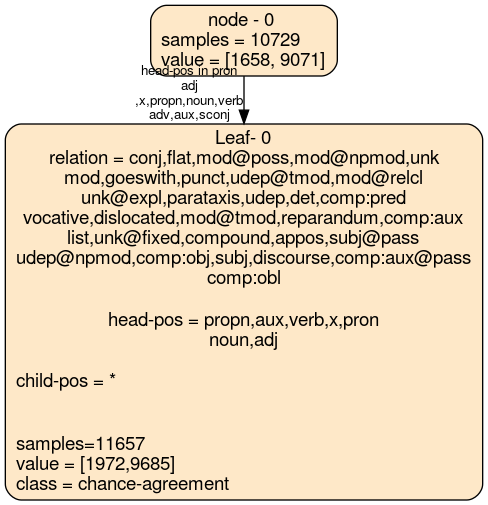 node - 0
samples = 10729
value = [1658, 9071]
head-pos in pron
adj
,x,propn,noun,verb
adv,aux,sconj
Leaf- 0
relation = conj,flat,mod@poss,mod@npmod,unk
mod,goeswith,punct,udep@tmod,mod@relcl
unk@expl,parataxis,udep,det,comp:pred
vocative,dislocated,mod@tmod,reparandum,comp:aux
list,unk@fixed,compound,appos,subj@pass
udep@npmod,comp:obj,subj,discourse,comp:aux@pass
comp:obl
head-pos = propn,aux,verb,x,pron
noun,adj
child-pos = *
samples=11657
value = [1972,9685]
class = chance-agreement